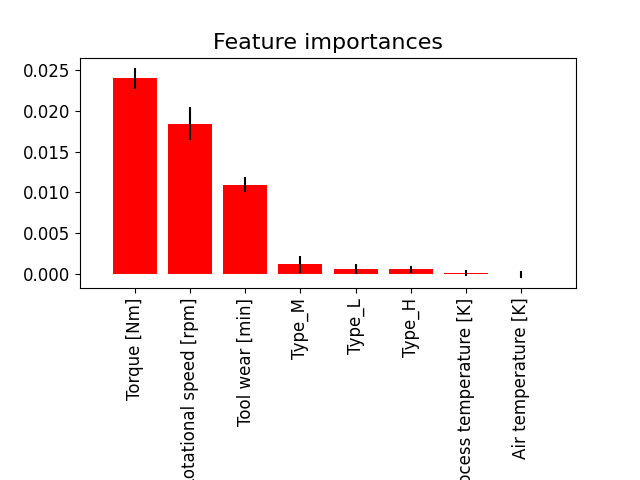 Feature importances
0.025
0.020
0.015
0.010
0.005
0.000
Torque [Nm]
otational speed [rpm]
Tool wear [min]
Type_M
Type_L
Type_H
ocess temperature [K]
Air temperature [K]